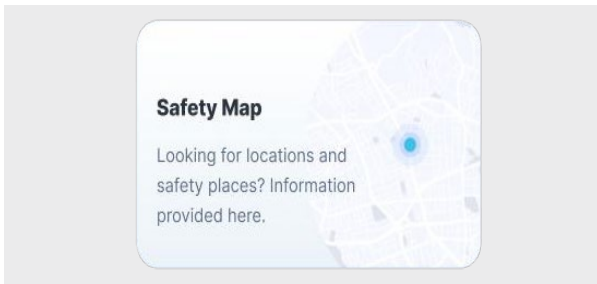 Safety Map
Looking for locations and
safety places? Information
provided here.